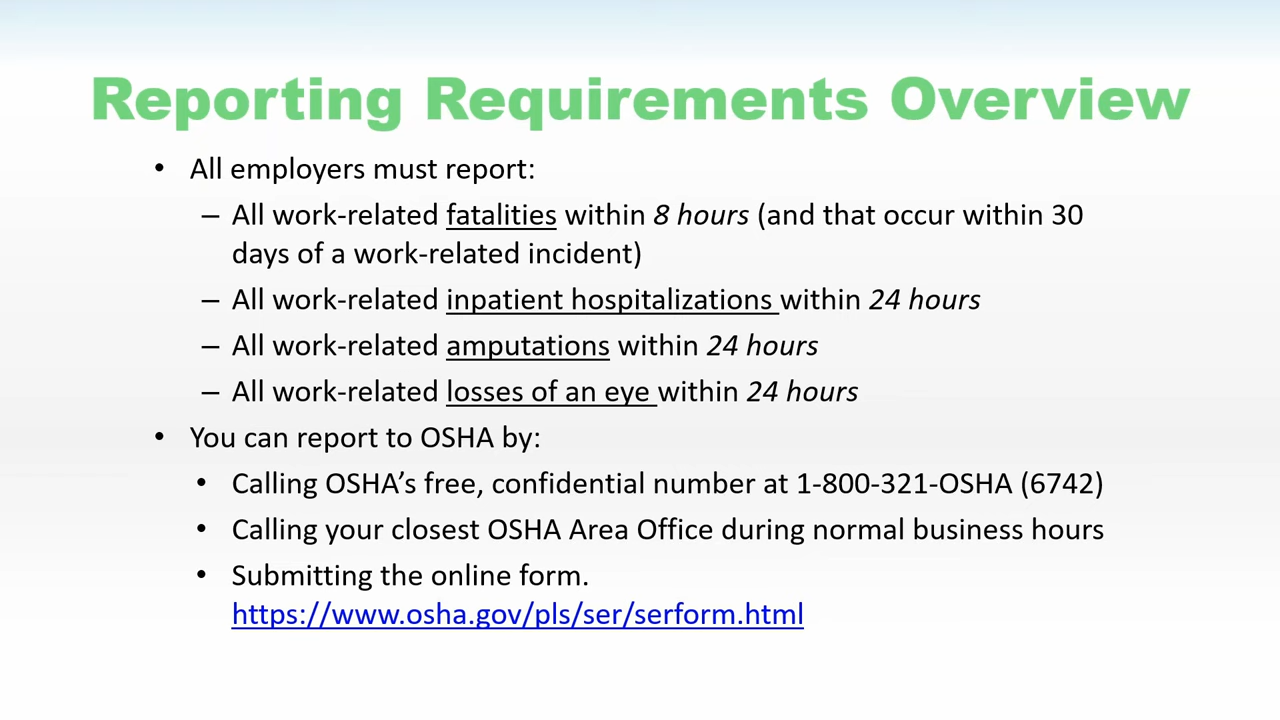 Reporting Requirements Overview
• All employers must report:
– All work-related fatalities within 8 hours (and that occur within 30
days of a work-related incident)
– All work-related inpatient hospitalizations within 24 hours
– All work-related amputations within 24 hours
– All work-related losses of an eye within 24 hours
• You can report to OSHA by:
• Calling OSHA’s free, confidential number at 1-800-321-OSHA (6742)
• Calling your closest OSHA Area Office during normal business hours
• Submitting the online form.
https://www.osha.gov/pls/ser/serform.html